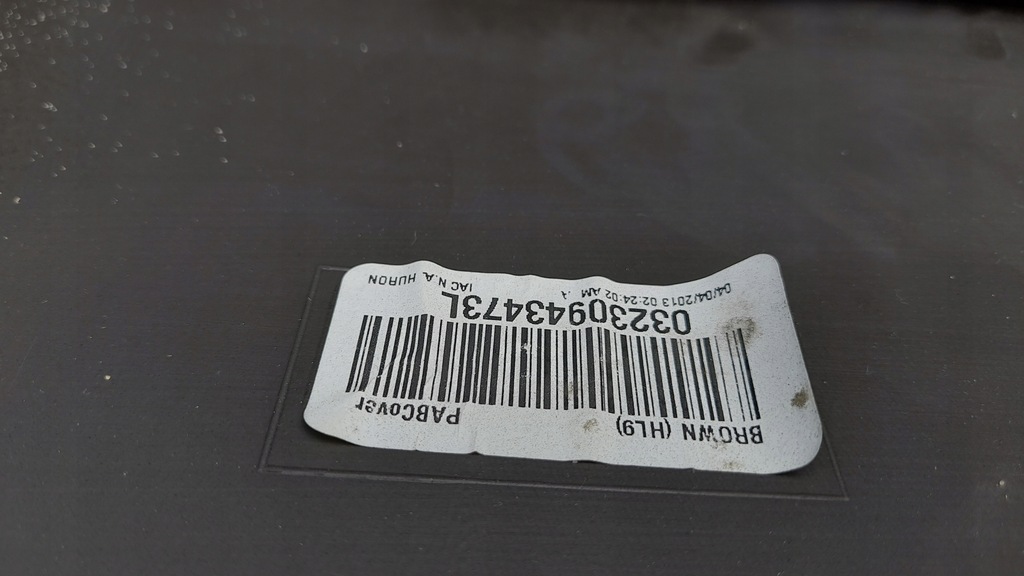 BROWN (HL9) PABCover
03230943473L
04/04/2013 02:24:02 AM .A IAC N.A. HURON